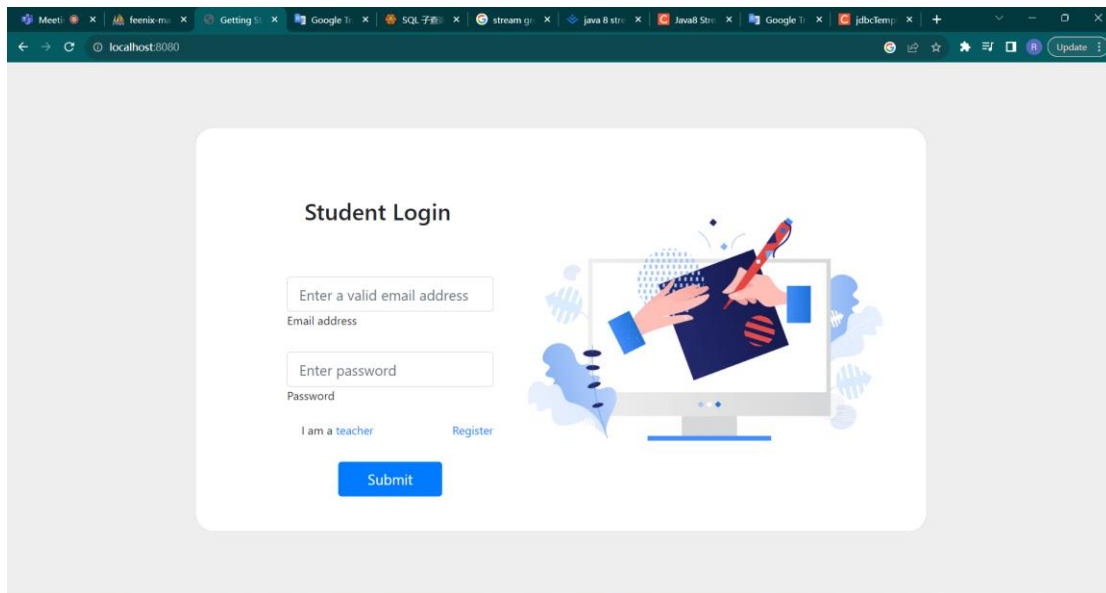 Meeti
feenix-ma
Getting S
Google Tr
SQL 子查
stream gr
java 8 stre
Java8 Stre
Google Tr
jdbcTemp
localhost:8080
R
Update
Student Login
Enter a valid email address
Email address
Enter password
Password
I am a teacher
Register
Submit